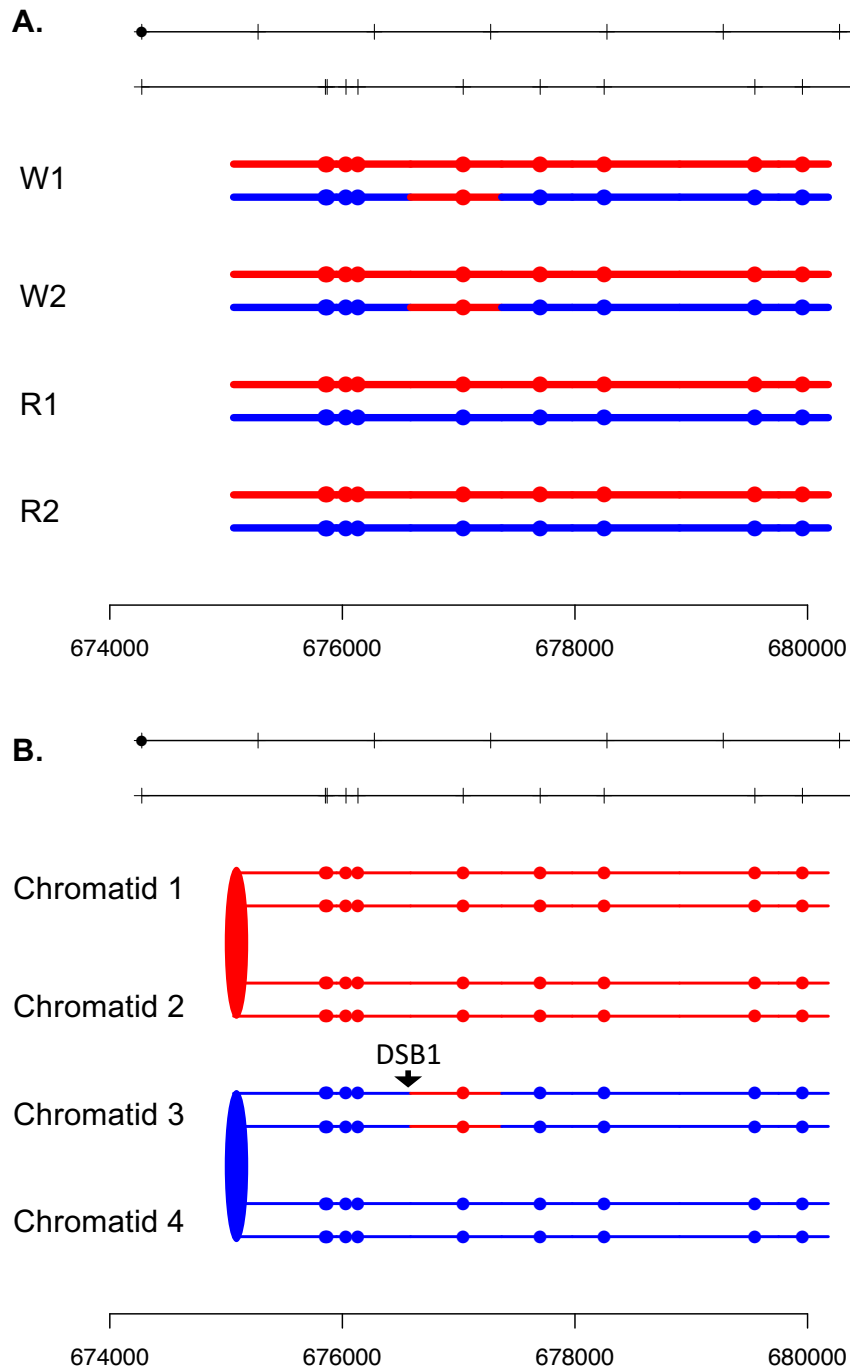 A.
W1
W2
R1
R2
674000 676000 678000 680000
B.
Chromatid 1
Chromatid 2
DSB1
Chromatid 3
Chromatid 4
674000 676000 678000 680000